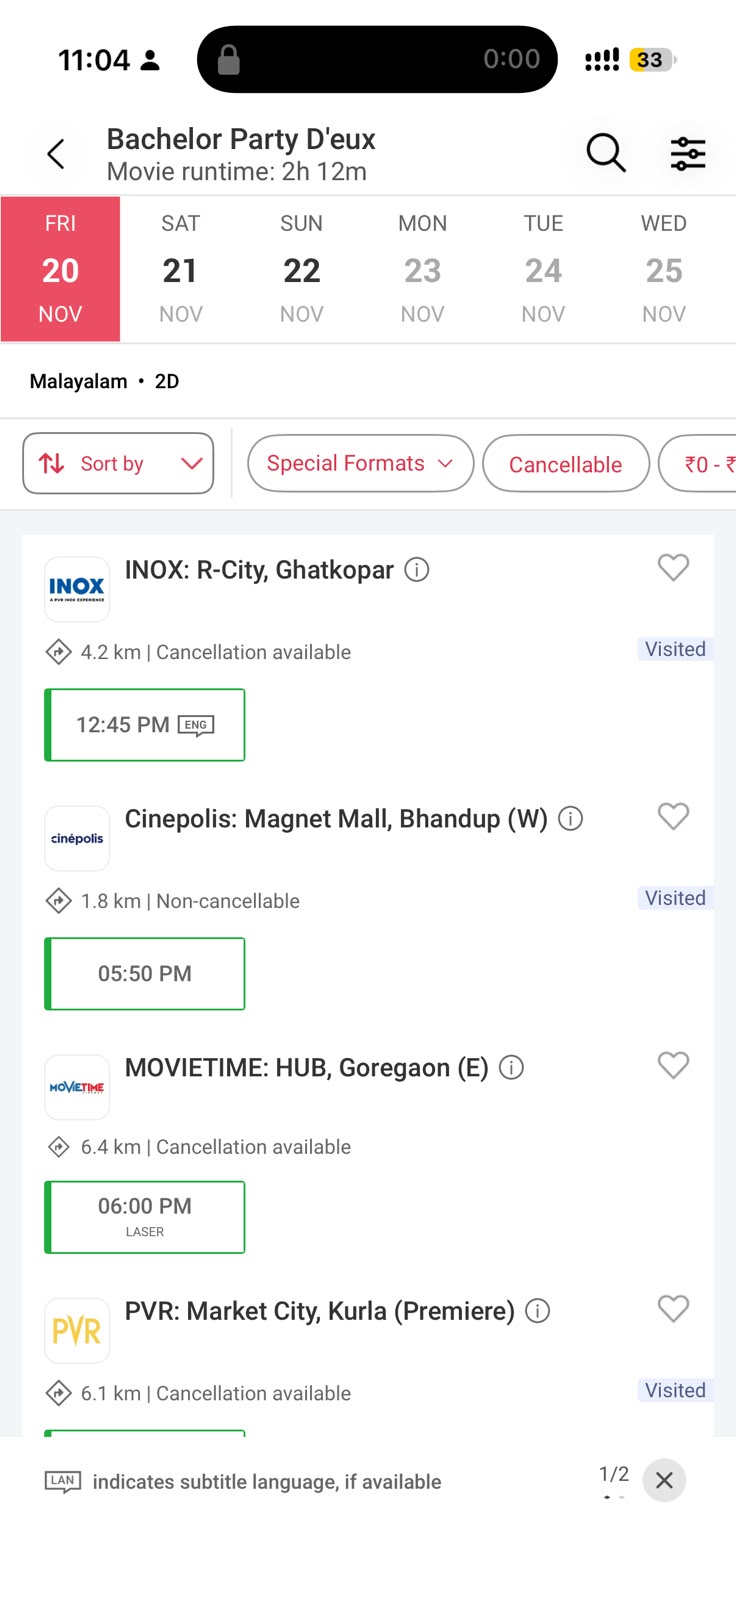 11:04
0:00
33
Bachelor Party D'eux
Movie runtime: 2h 12m
FRI SAT SUN MON TUE WED
20 21 22 23 24 25
NOV NOV NOV NOV NOV NOV
Malayalam • 2D
Sort by
Special Formats
Cancellable
₹0 - ₹
INOX
A PVR INOX EXPERIENCE
INOX: R-City, Ghatkopar
4.2 km | Cancellation available
Visited
12:45 PM ENG
cinépolis
Cinepolis: Magnet Mall, Bhandup (W)
1.8 km | Non-cancellable
Visited
05:50 PM
MOVIETIME
MOVIETIME: HUB, Goregaon (E)
6.4 km | Cancellation available
06:00 PM
LASER
PVR
PVR: Market City, Kurla (Premiere)
6.1 km | Cancellation available
Visited
LAN indicates subtitle language, if available
1/2